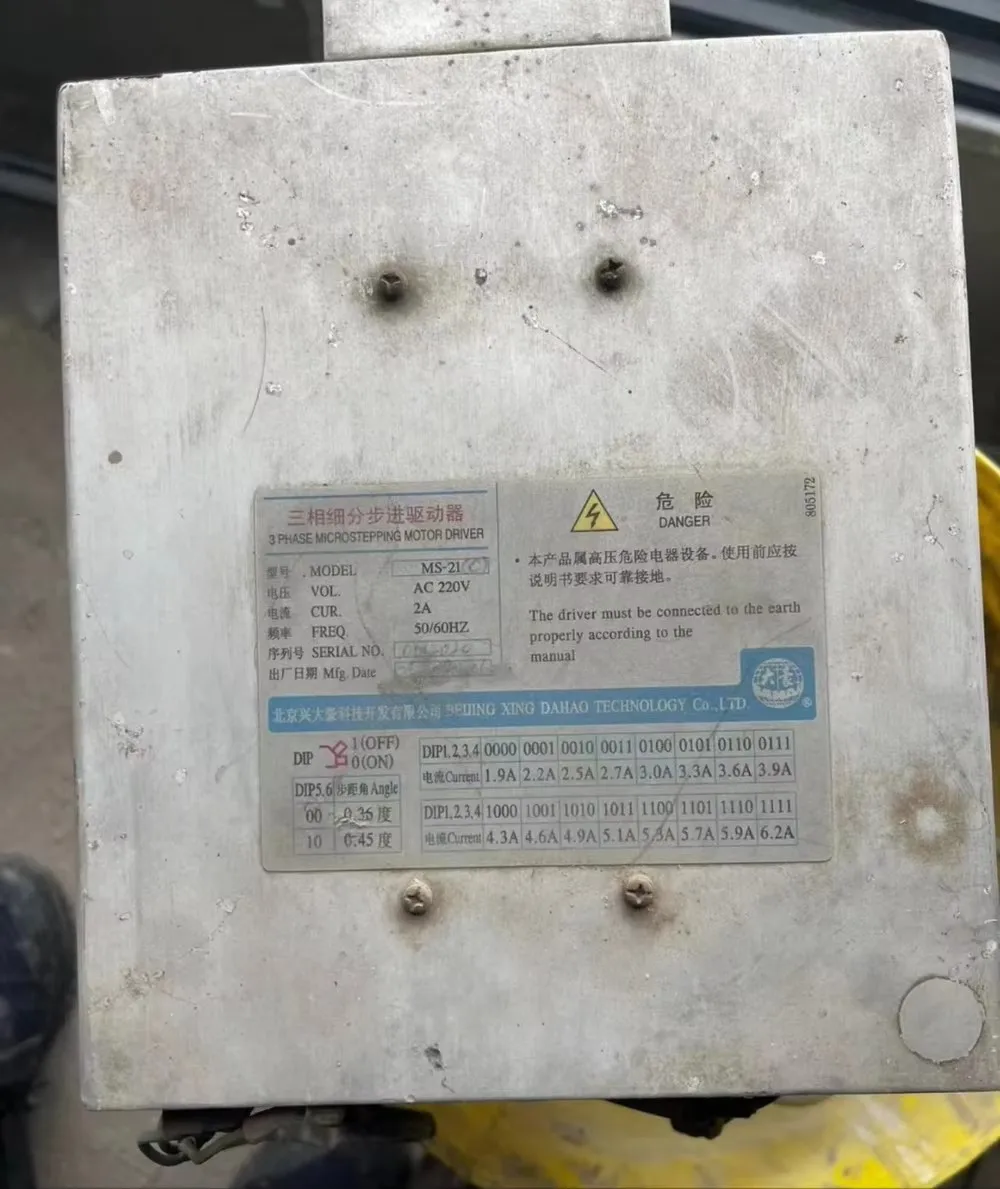 三相细分步进驱动器
3 PHASE MICROSTEPPING MOTOR DRIVER
型号 . MODEL MS-21C
电压 VOL. AC 220V
电流 CUR. 2A
频率 FREQ. 50/60HZ
序列号 SERIAL NO.
出厂日期 Mfg. Date
危 险
DANGER
805172
• 本产品属高压危险电器设备。使用前应按
说明书要求可靠接地。
The driver must be connected to the earth
properly according to the
manual
大豪
®
北京兴大豪科技开发有限公司 BEIJING XING DAHAO TECHNOLOGY Co.,LTD.
DIP 1(OFF)
0(ON)
DIP5.6 步距角 Angle
00 0.36 度
10 0.45 度
DIP1,2,3,4 0000 0001 0010 0011 0100 0101 0110 0111
电流Current 1.9A 2.2A 2.5A 2.7A 3.0A 3.3A 3.6A 3.9A
DIP1,2,3,4 1000 1001 1010 1011 1100 1101 1110 1111
电流Current 4.3A 4.6A 4.9A 5.1A 5.3A 5.7A 5.9A 6.2A